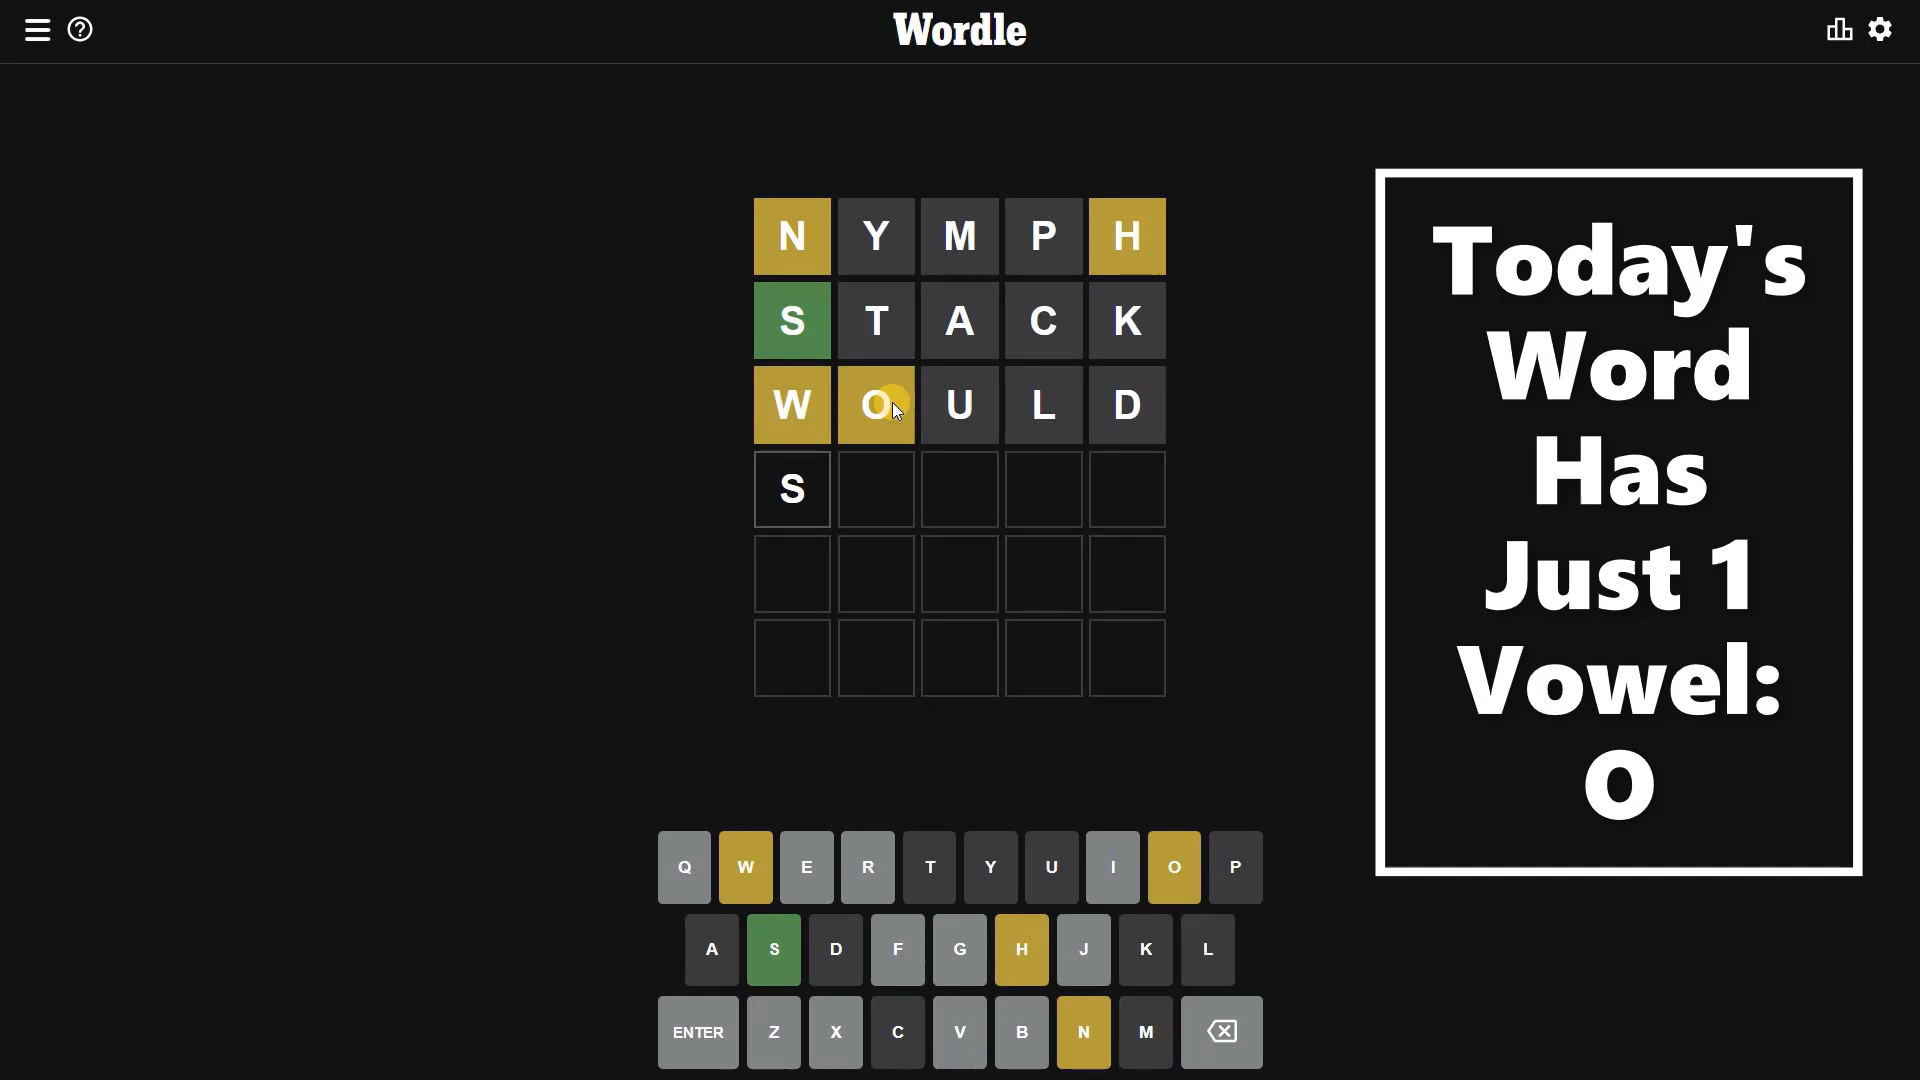 Wordle
N Y M P H
S T A C K
W O U L D
S
Today's
Word
Has
Just 1
Vowel:
O
Q W E R T Y U I O P
A S D F G H J K L
ENTER Z X C V B N M